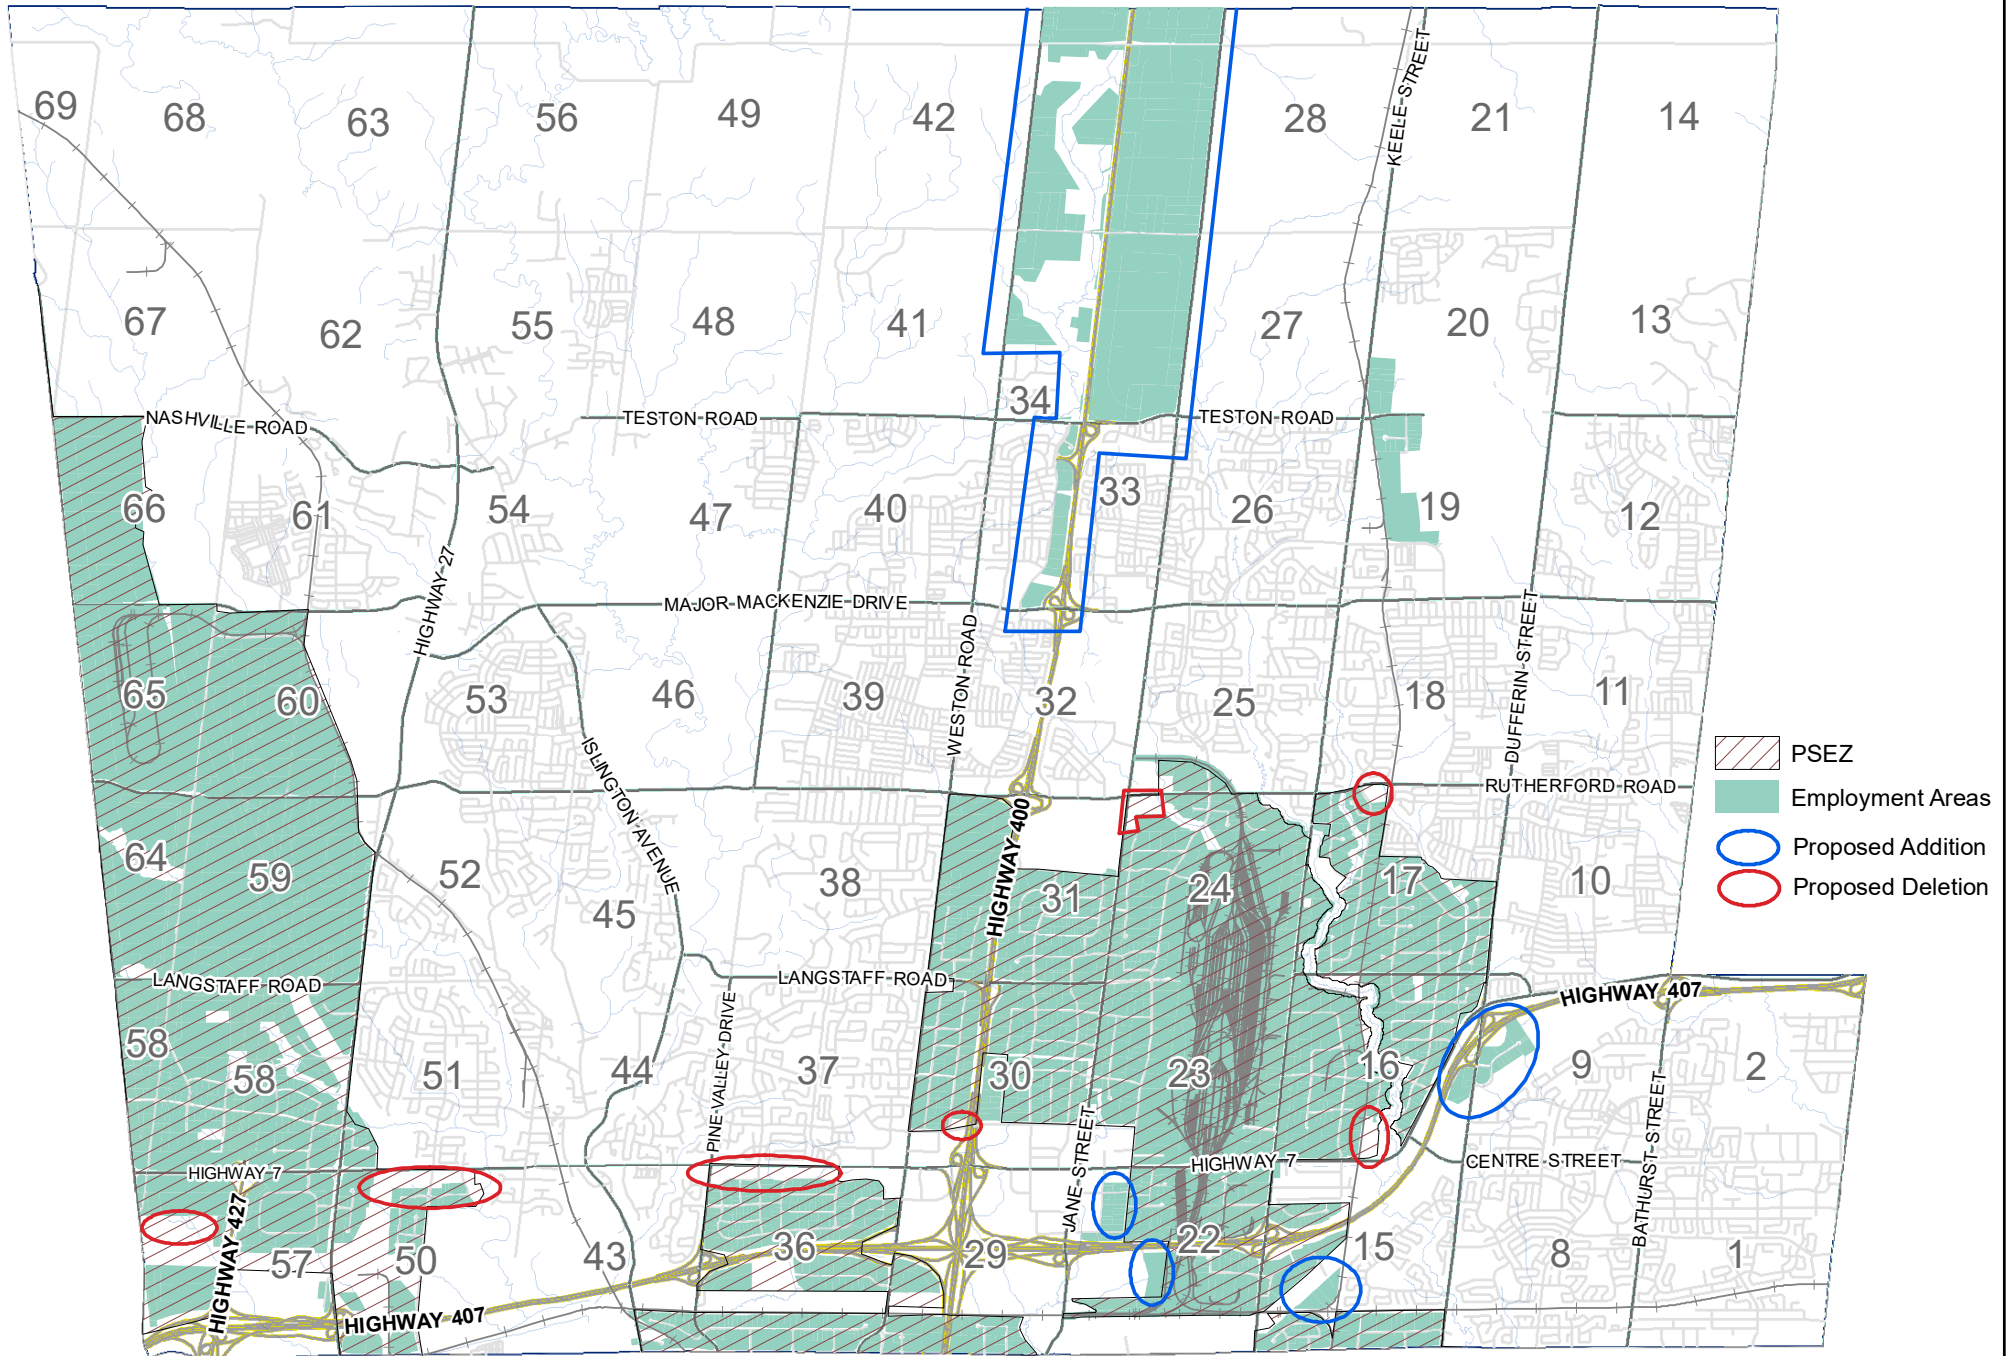 69
68
63
56
49
42
28
KEELE STREET
21
14
67
62
55
48
41
27
20
13
34
NASHVILLE ROAD
TESTON ROAD
TESTON ROAD
66
61
54
47
40
33
26
19
12
HIGHWAY 27
MAJOR MACKENZIE DRIVE
WESTON ROAD
DUFFERIN STREET
65
60
53
46
39
32
25
18
11
ISLINGTON AVENUE
RUTHERFORD ROAD
HIGHWAY 400
64
59
52
45
38
31
24
17
10
PSEZ
Employment Areas
Proposed Addition
Proposed Deletion
LANGSTAFF ROAD
LANGSTAFF ROAD
HIGHWAY 407
58
58
51
44
PINE VALLEY DRIVE
37
30
23
16
9
2
JANE STREET
BATHURST STREET
HIGHWAY 7
HIGHWAY 7
CENTRE STREET
HIGHWAY 427
57
50
43
36
29
22
15
8
1
HIGHWAY 407